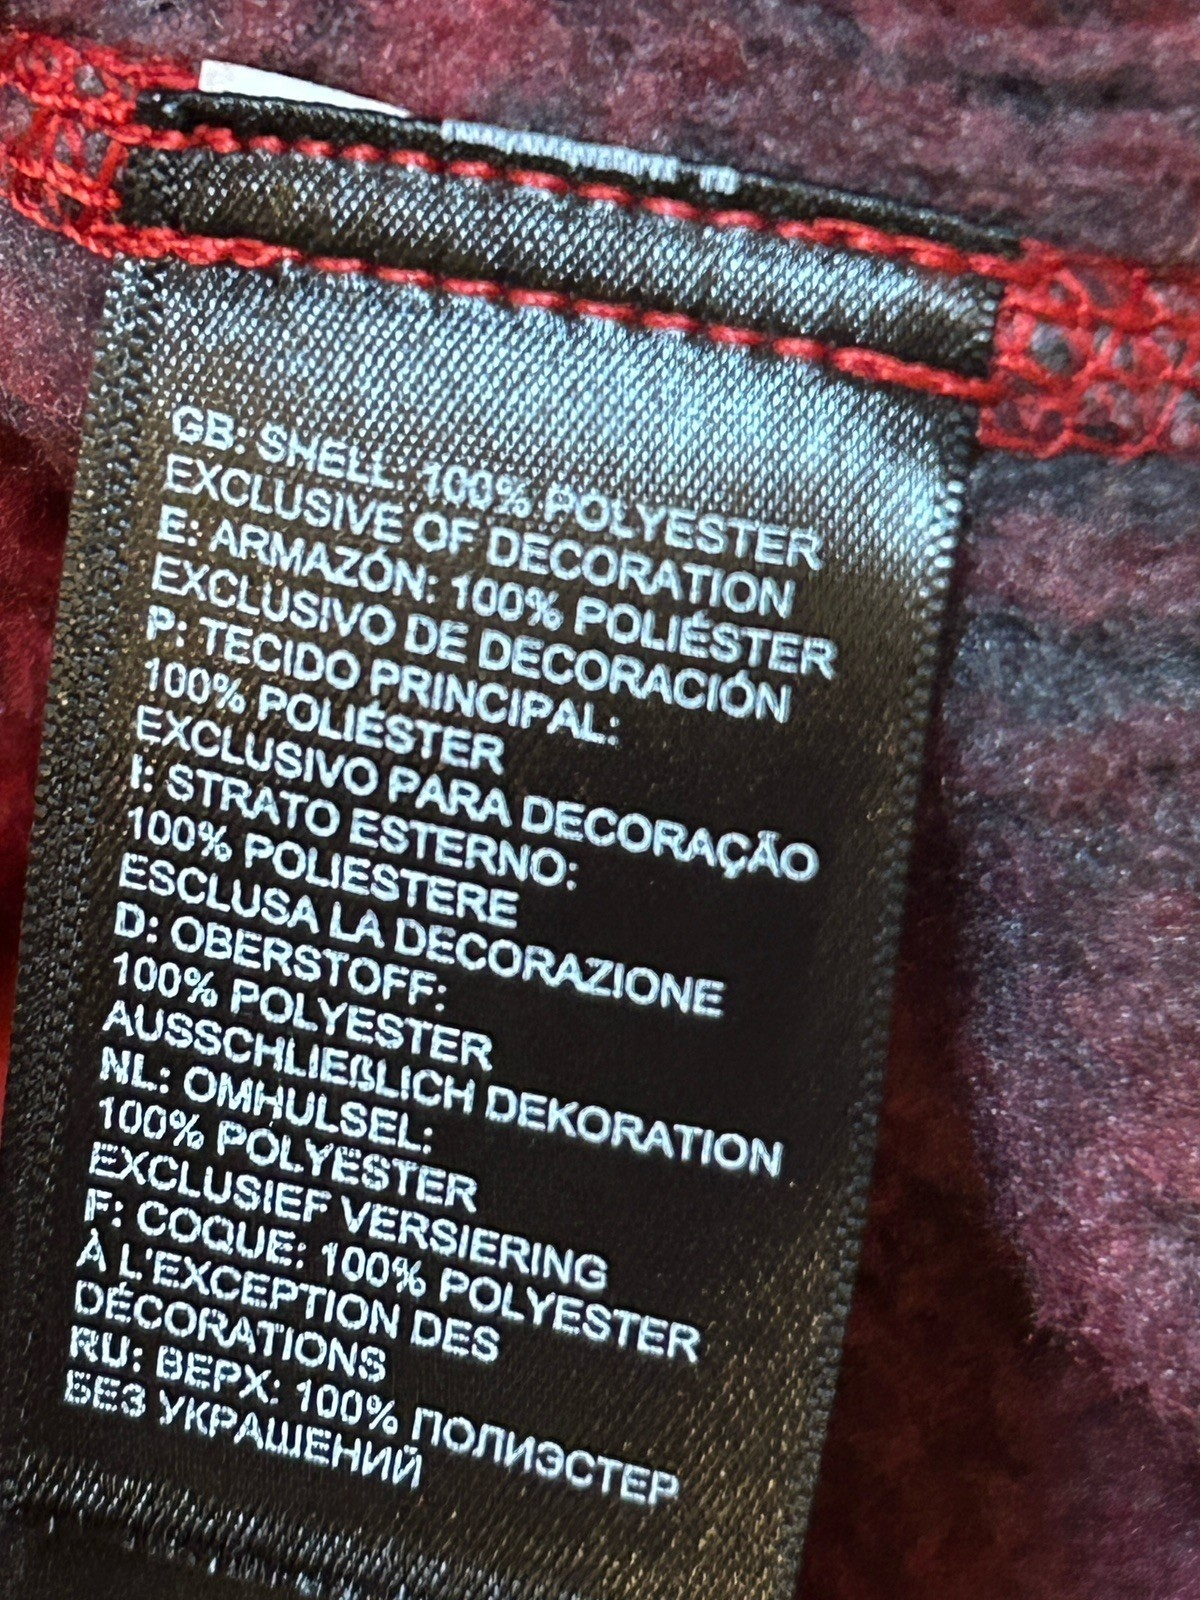 GB: SHELL: 100% POLYESTER
EXCLUSIVE OF DECORATION
E: ARMAZÓN: 100% POLIÉSTER
EXCLUSIVO DE DECORACIÓN
P: TECIDO PRINCIPAL:
100% POLIÉSTER
EXCLUSIVO PARA DECORAÇÃO
I: STRATO ESTERNO:
100% POLIESTERE
ESCLUSA LA DECORAZIONE
D: OBERSTOFF:
100% POLYESTER
AUSSCHLIEßLICH DEKORATION
NL: OMHULSEL:
100% POLYESTER
EXCLUSIEF VERSIERING
F: COQUE: 100% POLYESTER
À L'EXCEPTION DES
DÉCORATIONS
RU: ВЕРХ: 100% ПОЛИЭСТЕР
БЕЗ УКРАШЕНИЙ